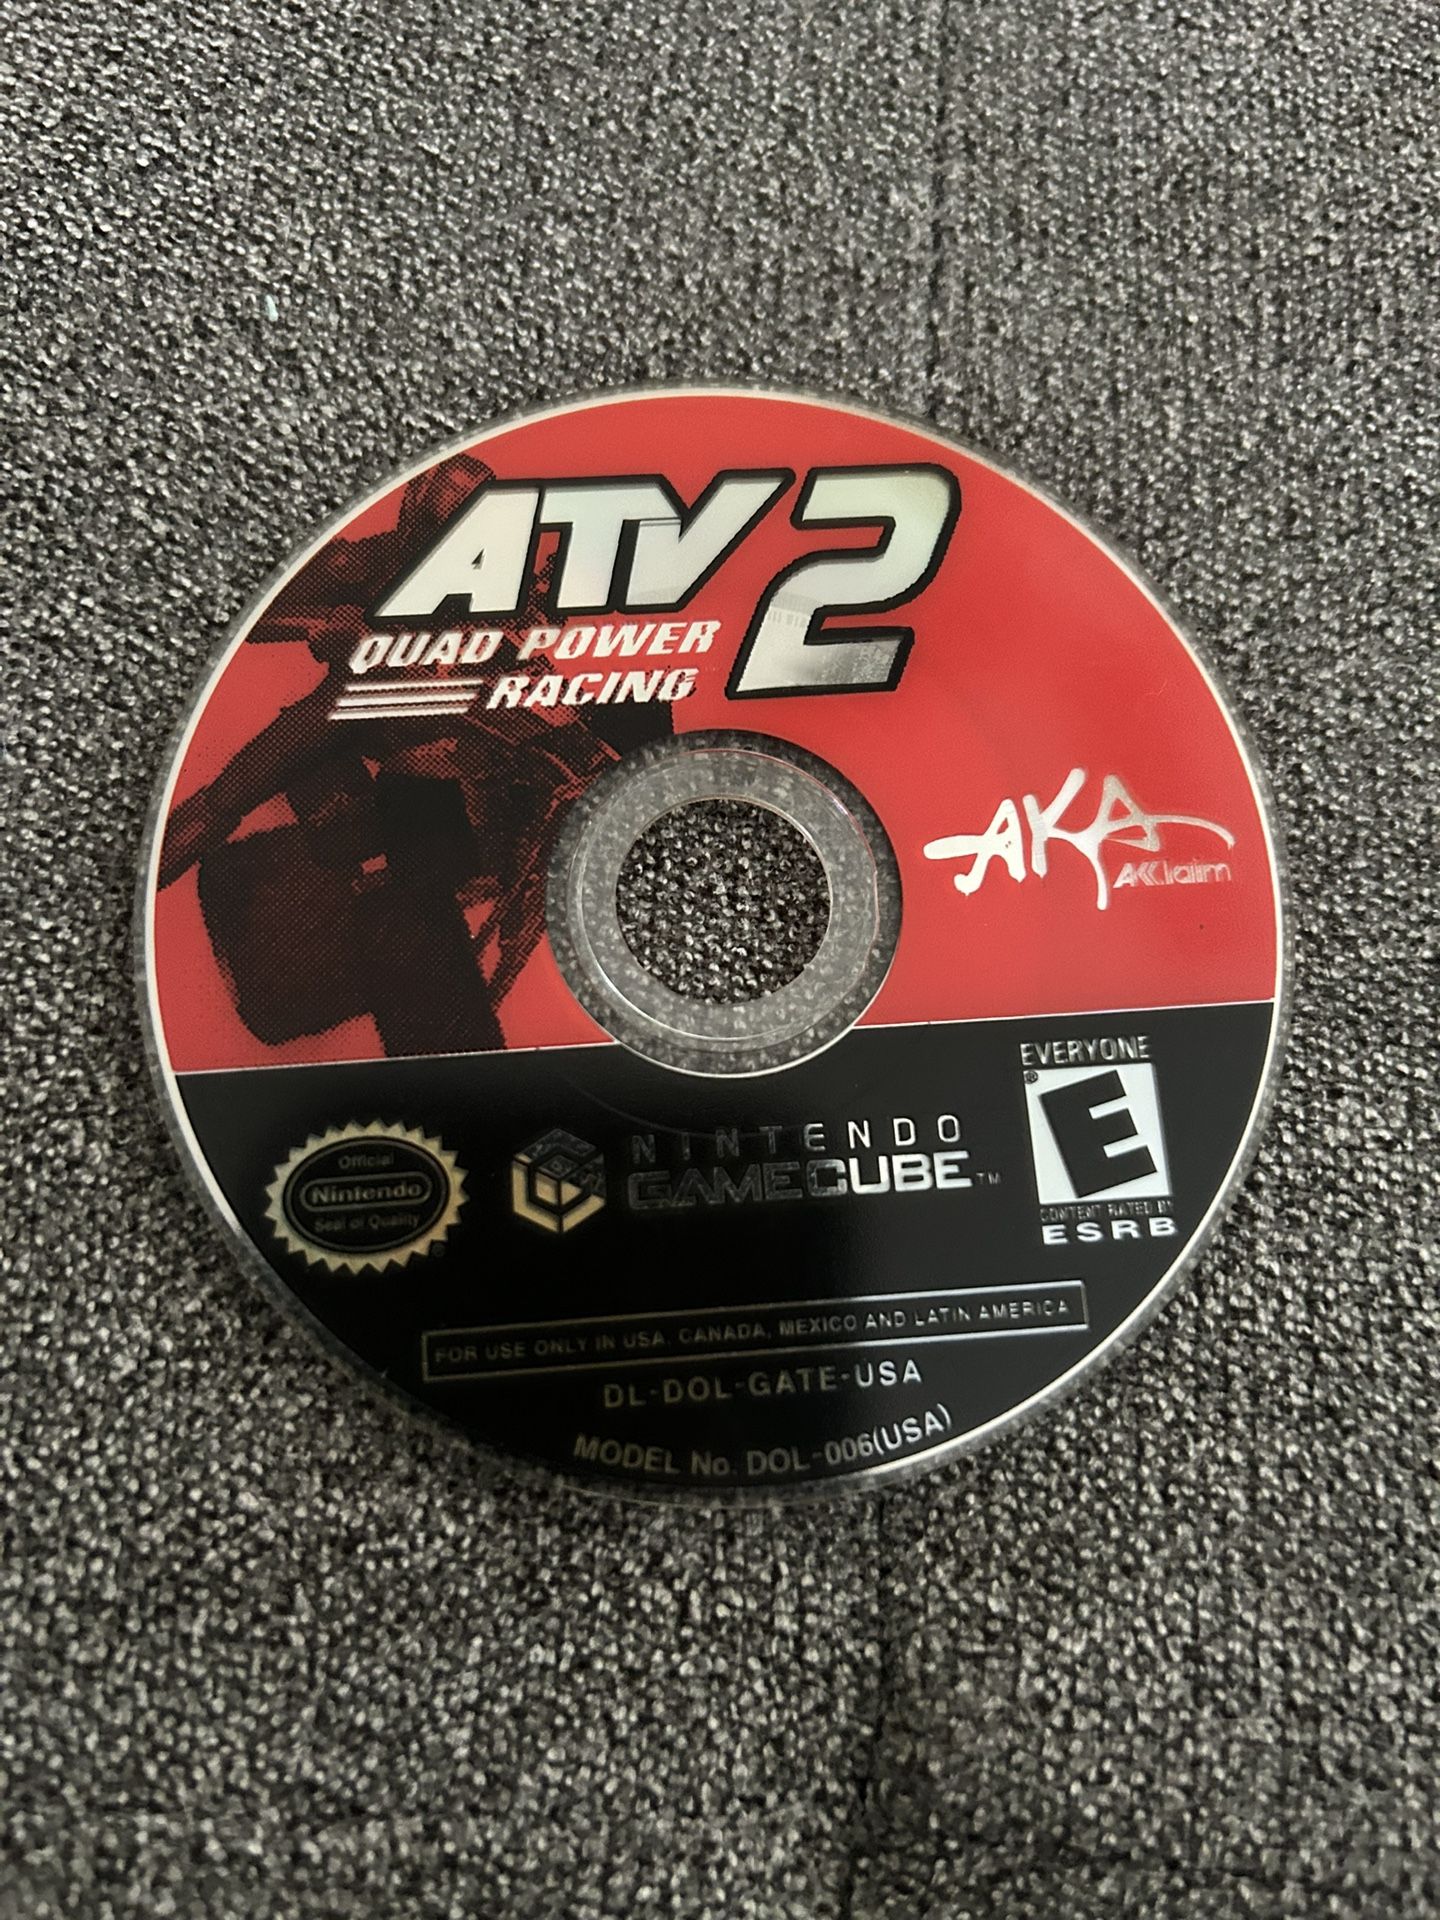 ATV 2
QUAD POWER
RACING
AKA
AKKlaim
EVERYONE
E
®
CONTENT RATED BY
ESRB
Official
Nintendo
Seal of Quality
®
NINTENDO
GAMECUBE™
FOR USE ONLY IN USA, CANADA, MEXICO AND LATIN AMERICA
DL-DOL-GATE-USA
MODEL No. DOL-006(USA)